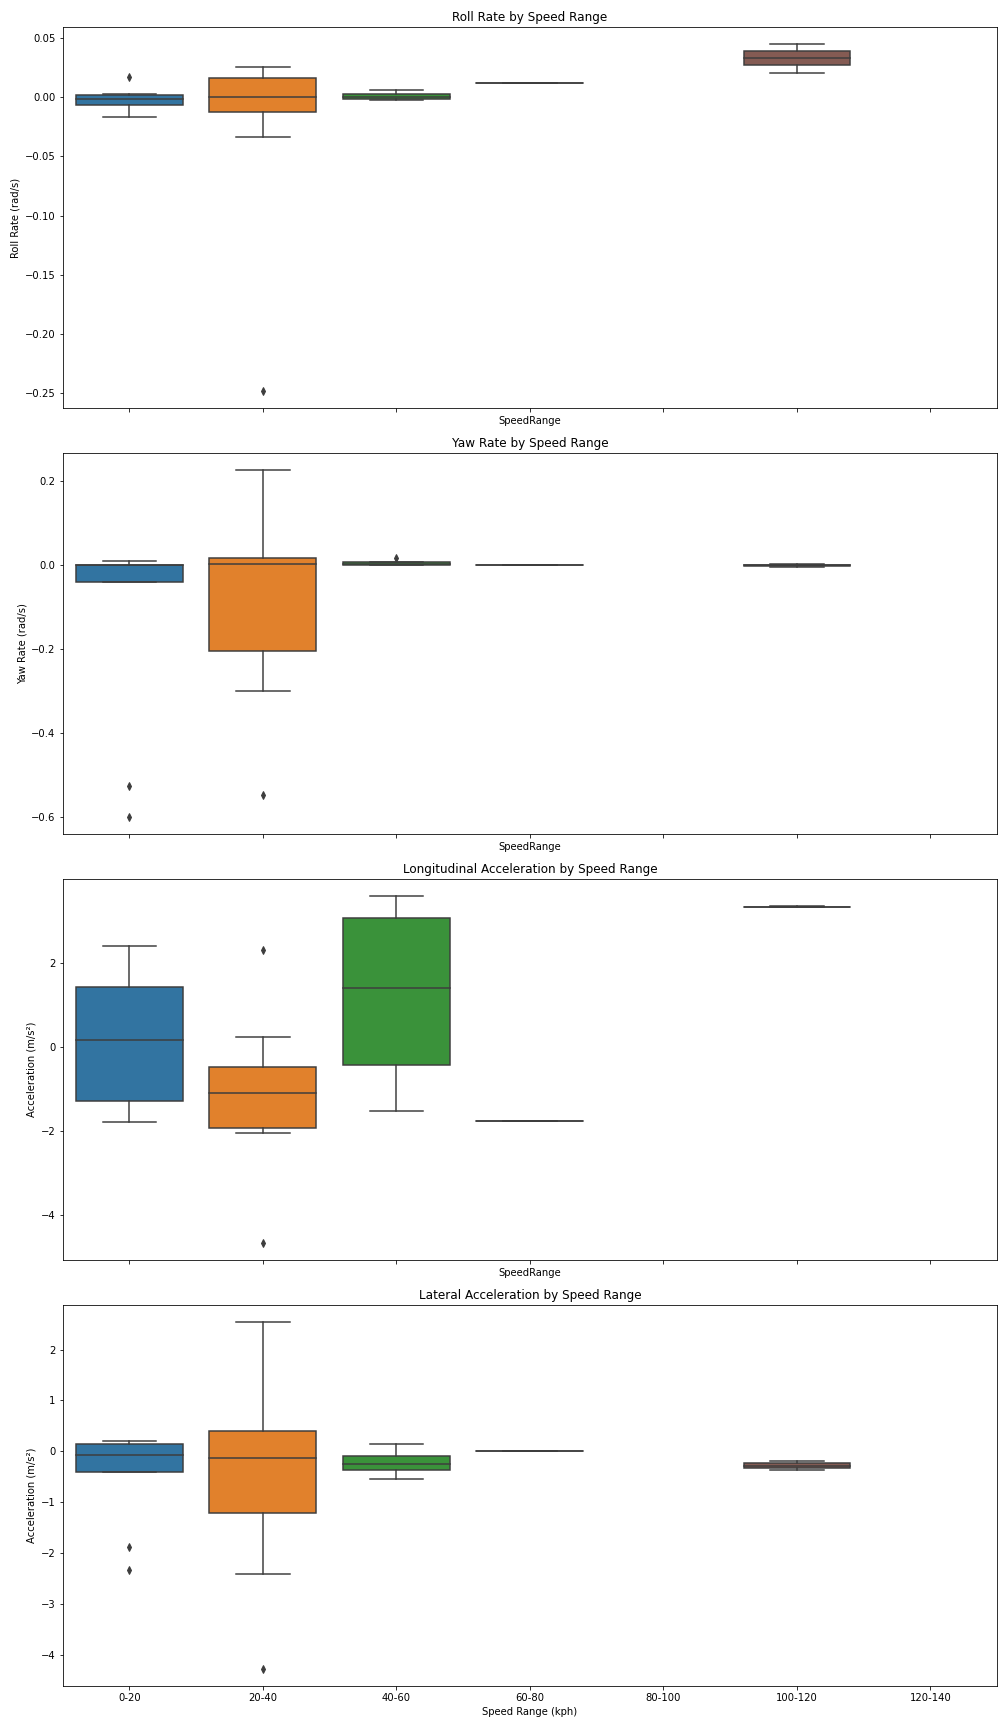 Roll Rate by Speed Range
0.05
0.00
−0.05
−0.10
−0.15
−0.20
−0.25
Roll Rate (rad/s)
SpeedRange
Yaw Rate by Speed Range
0.2
0.0
−0.2
−0.4
−0.6
Yaw Rate (rad/s)
SpeedRange
Longitudinal Acceleration by Speed Range
2
0
−2
−4
Acceleration (m/s²)
SpeedRange
Lateral Acceleration by Speed Range
2
1
0
−1
−2
−3
−4
Acceleration (m/s²)
0-20 20-40 40-60 60-80 80-100 100-120 120-140
Speed Range (kph)